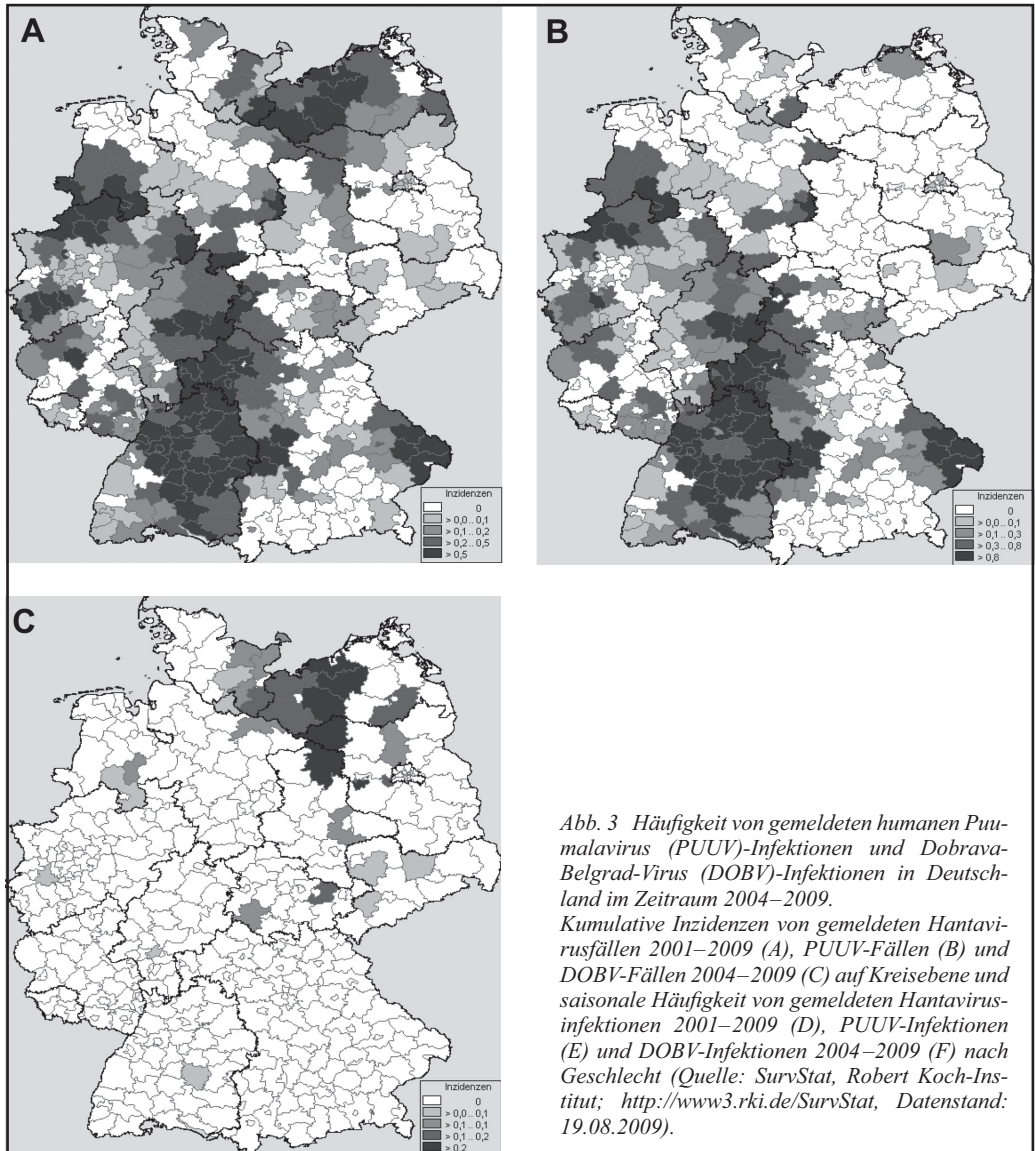 A
Inzidenzen
0
> 0,0 .. 0,1
> 0,1 .. 0,2
> 0,2 .. 0,5
> 0,5
B
Inzidenzen
0
> 0,0 .. 0,1
> 0,1 .. 0,3
> 0,3 .. 0,8
> 0,8
C
Inzidenzen
0
> 0,0 .. 0,1
> 0,1 .. 0,1
> 0,1 .. 0,2
> 0,2
Abb. 3 Häufigkeit von gemeldeten humanen Puu-
malavirus (PUUV)-Infektionen und Dobrava-
Belgrad-Virus (DOBV)-Infektionen in Deutsch-
land im Zeitraum 2004–2009.
Kumulative Inzidenzen von gemeldeten Hantavi-
rusfällen 2001–2009 (A), PUUV-Fällen (B) und
DOBV-Fällen 2004–2009 (C) auf Kreisebene und
saisonale Häufigkeit von gemeldeten Hantavirus-
infektionen 2001–2009 (D), PUUV-Infektionen
(E) und DOBV-Infektionen 2004–2009 (F) nach
Geschlecht (Quelle: SurvStat, Robert Koch-Ins-
titut; http://www3.rki.de/SurvStat, Datenstand:
19.08.2009).